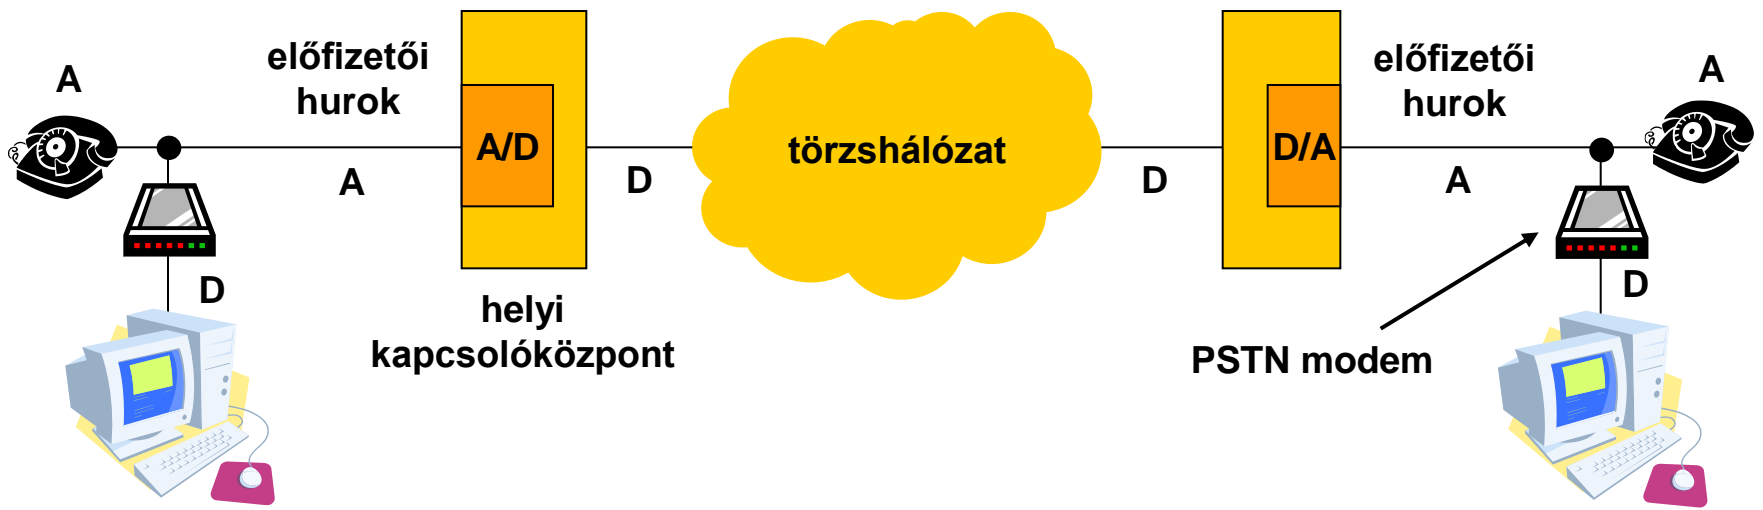 A
előfizetői
hurok
A/D
A
D
D
helyi
kapcsolóközpont
törzshálózat
D
D/A
előfizetői
hurok
A
A
D
PSTN modem